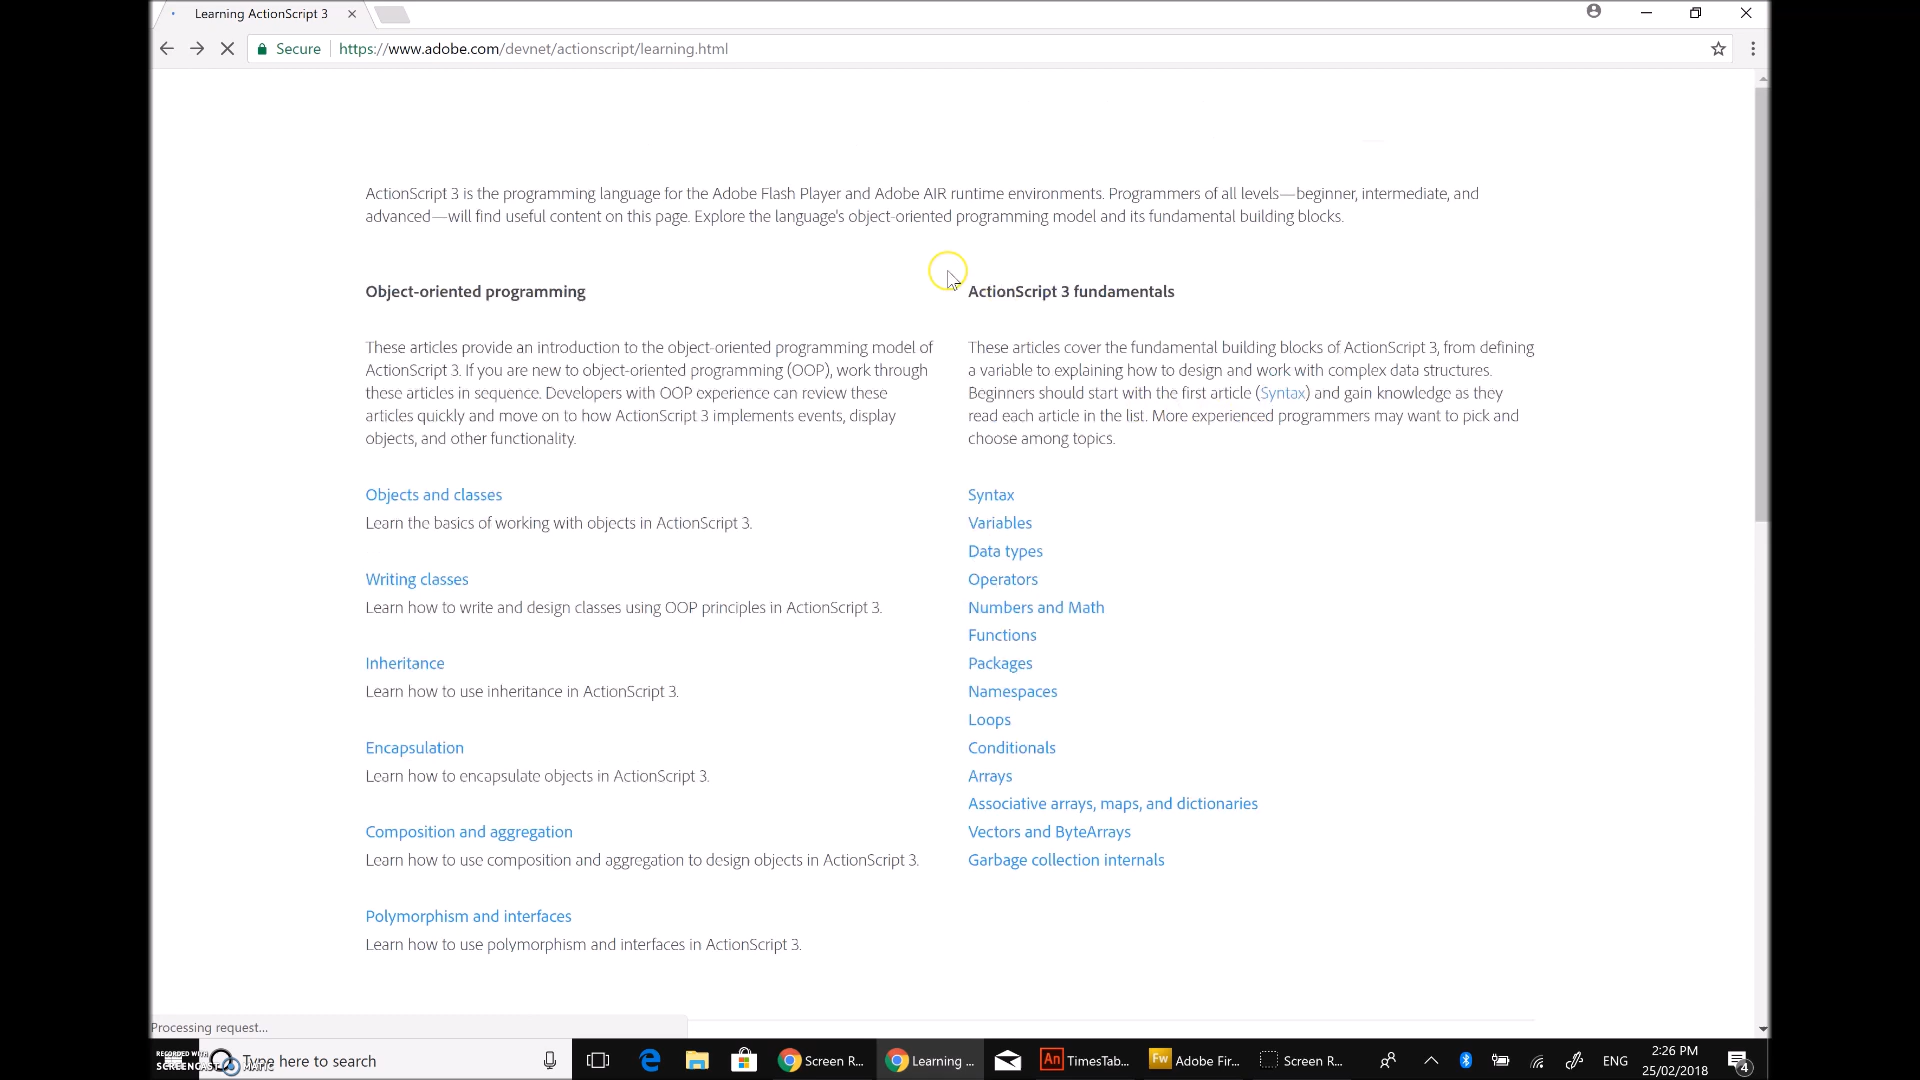 Learning ActionScript 3
Secure
https://www.adobe.com/devnet/actionscript/learning.html
ActionScript 3 is the programming language for the Adobe Flash Player and Adobe AIR runtime environments. Programmers of all levels—beginner, intermediate, and
advanced—will find useful content on this page. Explore the language's object-oriented programming model and its fundamental building blocks.
Object-oriented programming
These articles provide an introduction to the object-oriented programming model of
ActionScript 3. If you are new to object-oriented programming (OOP), work through
these articles in sequence. Developers with OOP experience can review these
articles quickly and move on to how ActionScript 3 implements events, display
objects, and other functionality.
Objects and classes
Learn the basics of working with objects in ActionScript 3.
Writing classes
Learn how to write and design classes using OOP principles in ActionScript 3.
Inheritance
Learn how to use inheritance in ActionScript 3.
Encapsulation
Learn how to encapsulate objects in ActionScript 3.
Composition and aggregation
Learn how to use composition and aggregation to design objects in ActionScript 3.
Polymorphism and interfaces
Learn how to use polymorphism and interfaces in ActionScript 3.
ActionScript 3 fundamentals
These articles cover the fundamental building blocks of ActionScript 3, from defining
a variable to explaining how to design and work with complex data structures.
Beginners should start with the first article (Syntax) and gain knowledge as they
read each article in the list. More experienced programmers may want to pick and
choose among topics.
Syntax
Variables
Data types
Operators
Numbers and Math
Functions
Packages
Namespaces
Loops
Conditionals
Arrays
Associative arrays, maps, and dictionaries
Vectors and ByteArrays
Garbage collection internals
Processing request...
RECORDED WITH
SCREENCAST MATIC
Type here to search
Screen R...
Learning ...
An TimesTab...
Fw Adobe Fir...
Screen R...
ENG
2:26 PM
25/02/2018
4